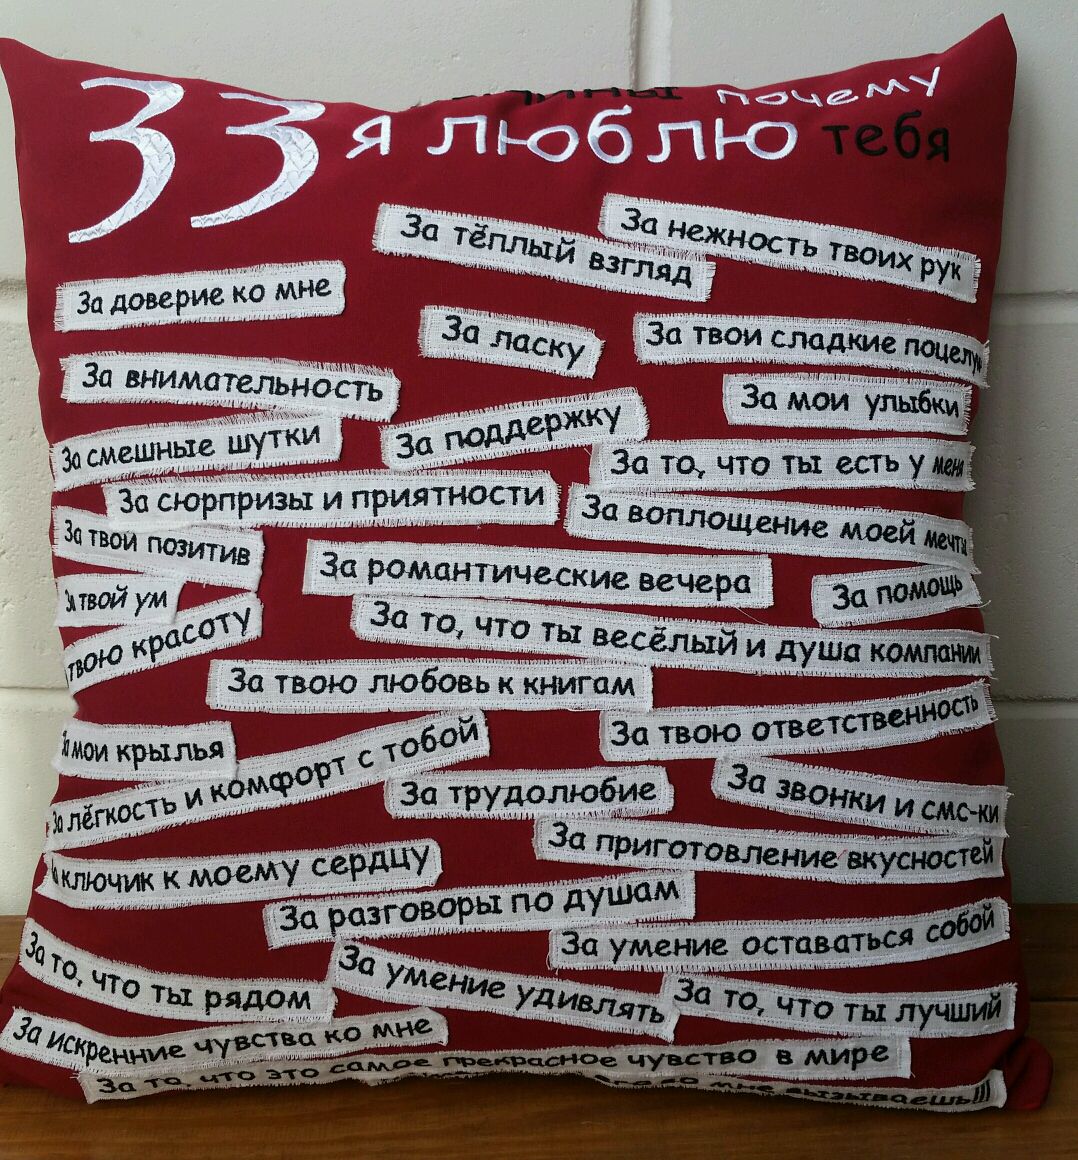 33 почему
я люблю тебя
За нежность твоих рук
За тёплый взгляд
За доверие ко мне
За ласку
За твои сладкие поцелуи
За внимательность
За мои улыбки
За поддержку
За смешные шутки
За то, что ты есть у меня
За сюрпризы и приятности
За воплощение моей мечты
За твой позитив
За романтические вечера
За помощь
За твой ум
За то, что ты весёлый и душа компании
твою красоту
За твою любовь к книгам
За твою ответственность
За мои крылья
За лёгкость и комфорт с тобой
За трудолюбие
За звонки и смс-ки
За приготовление вкусностей
ключик к моему сердцу
За разговоры по душам
За умение оставаться собой
За то, что ты рядом
За умение удивлять
За то, что ты лучший
За искренние чувства ко мне
За то, что это самое прекрасное чувство в мире
во мне вызываешь!!!